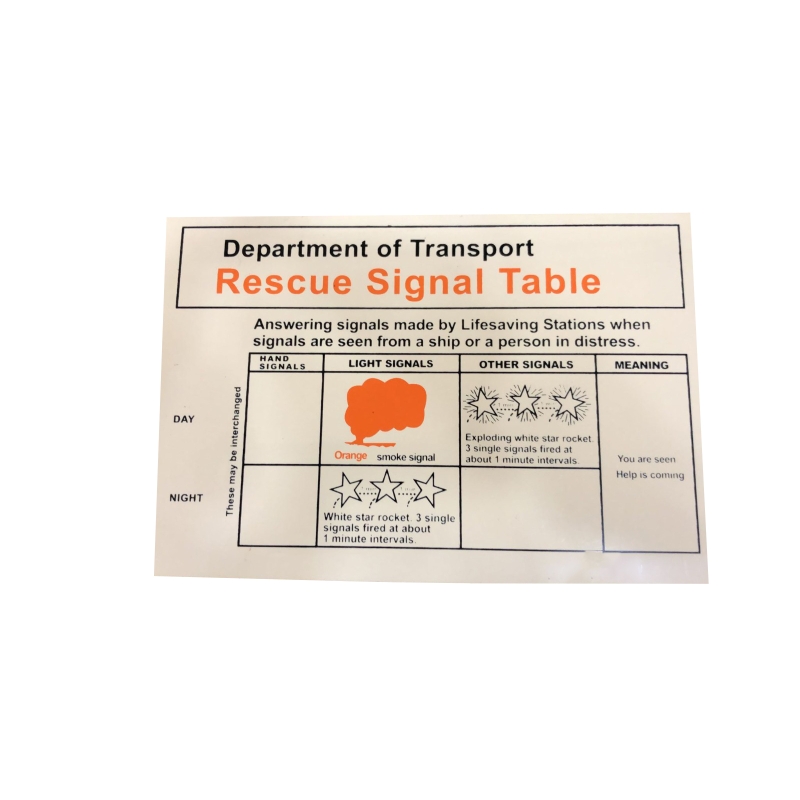 Department of Transport
Rescue Signal Table
Answering signals made by Lifesaving Stations when
signals are seen from a ship or a person in distress.
HAND
SIGNALS
LIGHT SIGNALS
OTHER SIGNALS
MEANING
These may be interchanged
DAY
Orange smoke signal
Exploding white star rocket.
3 single signals fired at
about 1 minute intervals.
You are seen
Help is coming
NIGHT
White star rocket. 3 single
signals fired at about
1 minute intervals.